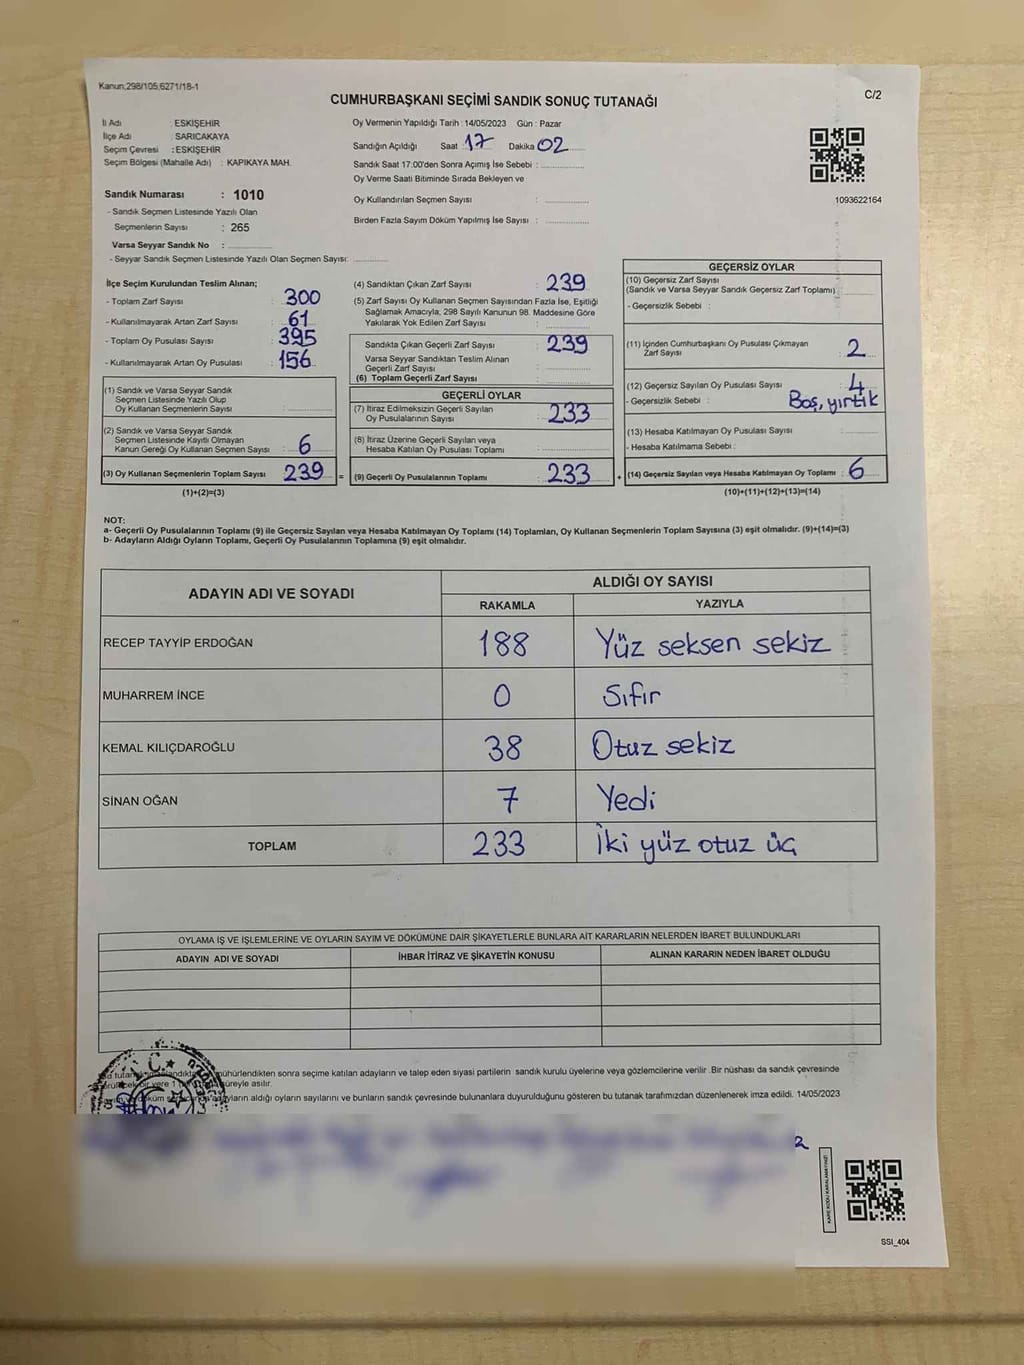 Kanun;298/105;6271/18-1
C/2
CUMHURBAŞKANI SEÇİMİ SANDIK SONUÇ TUTANAĞI
İl Adı : ESKİŞEHİR
İlçe Adı : SARICAKAYA
Seçim Çevresi : ESKİŞEHİR
Seçim Bölgesi (Mahalle Adı) : KAPIKAYA MAH.
Sandık Numarası : 1010
- Sandık Seçmen Listesinde Yazılı Olan
Seçmenlerin Sayısı : 265
Varsa Seyyar Sandık No :
- Seyyar Sandık Seçmen Listesinde Yazılı Olan Seçmen Sayısı:
Oy Vermenin Yapıldığı Tarih :14/05/2023 Gün : Pazar
Sandığın Açıldığı Saat 17 Dakika 02
Sandık Saat 17:00'den Sonra Açımış İse Sebebi :
Oy Verme Saati Bitiminde Sırada Bekleyen ve
Oy Kullandırılan Seçmen Sayısı :
Birden Fazla Sayım Döküm Yapılmış İse Sayısı :
1093622164
İlçe Seçim Kurulundan Teslim Alınan;
- Toplam Zarf Sayısı : 300
- Kullanılmayarak Artan Zarf Sayısı : 61
- Toplam Oy Pusulası Sayısı : 395
- Kullanılmayarak Artan Oy Pusulası : 156
(1) Sandık ve Varsa Seyyar Sandık
Seçmen Listesinde Yazılı Olup
Oy Kullanan Seçmenlerin Sayısı :
(2) Sandık ve Varsa Seyyar Sandık
Seçmen Listesinde Kayıtlı Olmayan
Kanun Gereği Oy Kullanan Seçmen Sayısı : 6
(3) Oy Kullanan Seçmenlerin Toplam Sayısı : 239 =
(1)+(2)=(3)
(4) Sandıktan Çıkan Zarf Sayısı : 239
(5) Zarf Sayısı Oy Kullanan Seçmen Sayısından Fazla İse, Eşitliği
Sağlamak Amacıyla, 298 Sayılı Kanunun 98. Maddesine Göre
Yakılarak Yok Edilen Zarf Sayısı :
Sandıkta Çıkan Geçerli Zarf Sayısı : 239
Varsa Seyyar Sandıktan Teslim Alınan
Geçerli Zarf Sayısı :
(6) Toplam Geçerli Zarf Sayısı :
GEÇERLİ OYLAR
(7) İtiraz Edilmeksizin Geçerli Sayılan
Oy Pusulalarının Sayısı : 233
(8) İtiraz Üzerine Geçerli Sayılan veya
Hesaba Katılan Oy Pusulası Toplamı :
(9) Geçerli Oy Pusulalarının Toplamı : 233 +
GEÇERSİZ OYLAR
(10) Geçersiz Zarf Sayısı
(Sandık ve Varsa Seyyar Sandık Geçersiz Zarf Toplamı) :
- Geçersizlik Sebebi :
(11) İçinden Cumhurbaşkanı Oy Pusulası Çıkmayan
Zarf Sayısı : 2
(12) Geçersiz Sayılan Oy Pusulası Sayısı : 4
- Geçersizlik Sebebi : Boş, yırtık
(13) Hesaba Katılmayan Oy Pusulası Sayısı :
- Hesaba Katılmama Sebebi :
(14) Geçersiz Sayılan veya Hesaba Katılmayan Oy Toplamı : 6
(10)+(11)+(12)+(13)=(14)
NOT:
a- Geçerli Oy Pusulalarının Toplamı (9) ile Geçersiz Sayılan veya Hesaba Katılmayan Oy Toplamı (14) Toplamları, Oy Kullanan Seçmenlerin Toplam Sayısına (3) eşit olmalıdır. (9)+(14)=(3)
b- Adayların Aldığı Oyların Toplamı, Geçerli Oy Pusulalarının Toplamına (9) eşit olmalıdır.
ADAYIN ADI VE SOYADI ALDIĞI OY SAYISI
RAKAMLA YAZIYLA
RECEP TAYYİP ERDOĞAN 188 Yüz seksen sekiz
MUHARREM İNCE 0 Sıfır
KEMAL KILIÇDAROĞLU 38 Otuz sekiz
SİNAN OĞAN 7 Yedi
TOPLAM 233 İki yüz otuz üç
OYLAMA İŞ VE İŞLEMLERİNE VE OYLARIN SAYIM VE DÖKÜMÜNE DAİR ŞİKAYETLERLE BUNLARA AİT KARARLARIN NELERDEN İBARET BULUNDUKLARI
ADAYIN ADI VE SOYADI İHBAR İTİRAZ VE ŞİKAYETİN KONUSU ALINAN KARARIN NEDEN İBARET OLDUĞU
mühürlendikten sonra seçime katılan adayların ve talep eden siyasi partilerin sandık kurulu üyelerine veya gözlemcilerine verilir .Bir nüshası da sandık çevresinde
süreyle asılır.
adayların aldığı oyların sayılarını ve bunların sandık çevresinde bulunanlara duyurulduğunu gösteren bu tutanak tarafımızdan düzenlenerek imza edildi. 14/05/2023
SSI_404